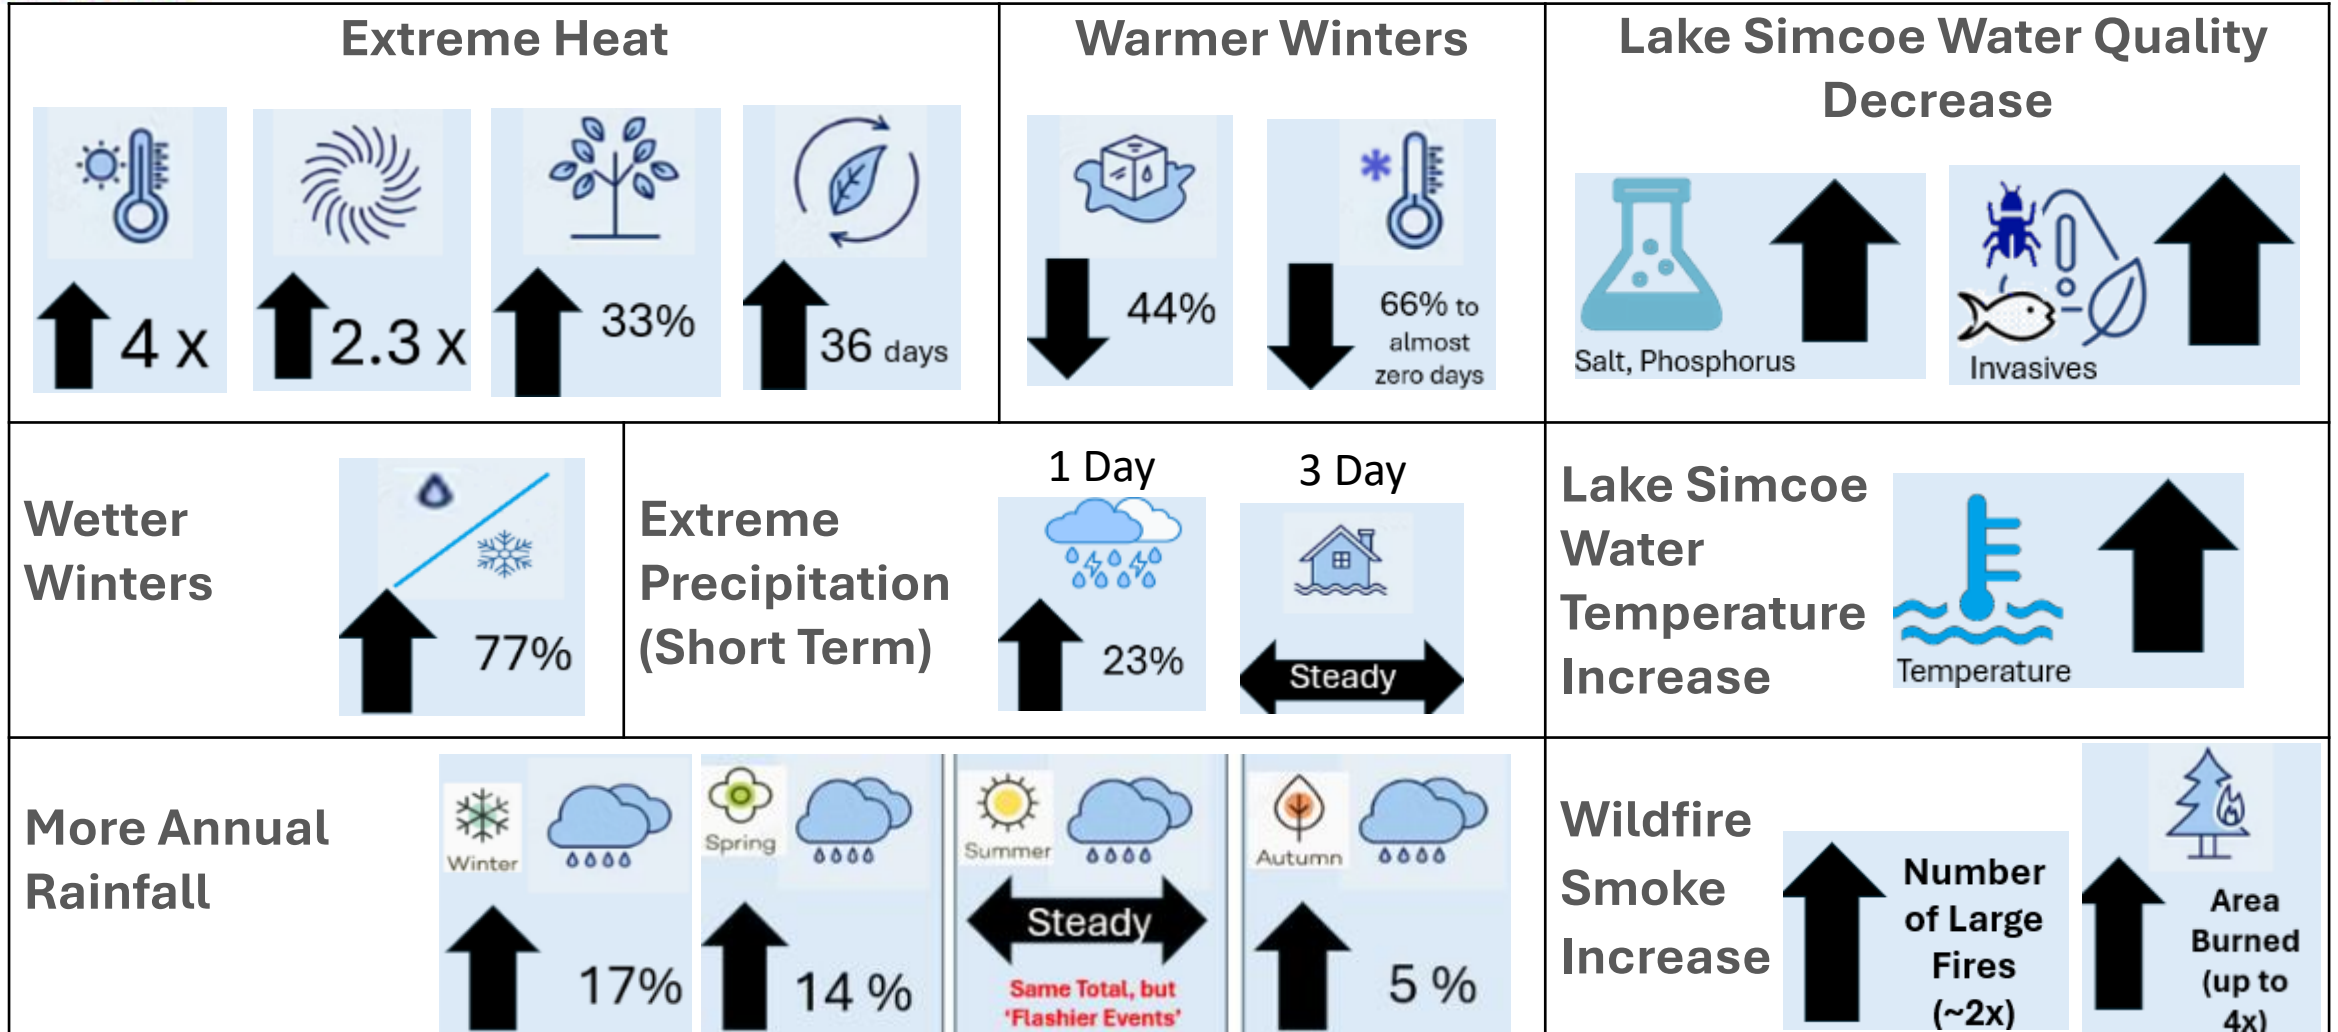 Extreme Heat
4 x
2.3 x
33%
36 days
Warmer Winters
44%
66% to
almost
zero days
Lake Simcoe Water Quality
Decrease
Salt, Phosphorus
Invasives
Wetter
Winters
77%
Extreme
Precipitation
(Short Term)
1 Day
23%
3 Day
Steady
Lake Simcoe
Water
Temperature
Increase
Temperature
More Annual
Rainfall
Winter
17%
Spring
14 %
Summer
Steady
Same Total, but
'Flashier Events'
Autumn
5 %
Wildfire
Smoke
Increase
Number
of Large
Fires
(~2x)
Area
Burned
(up to
4x)